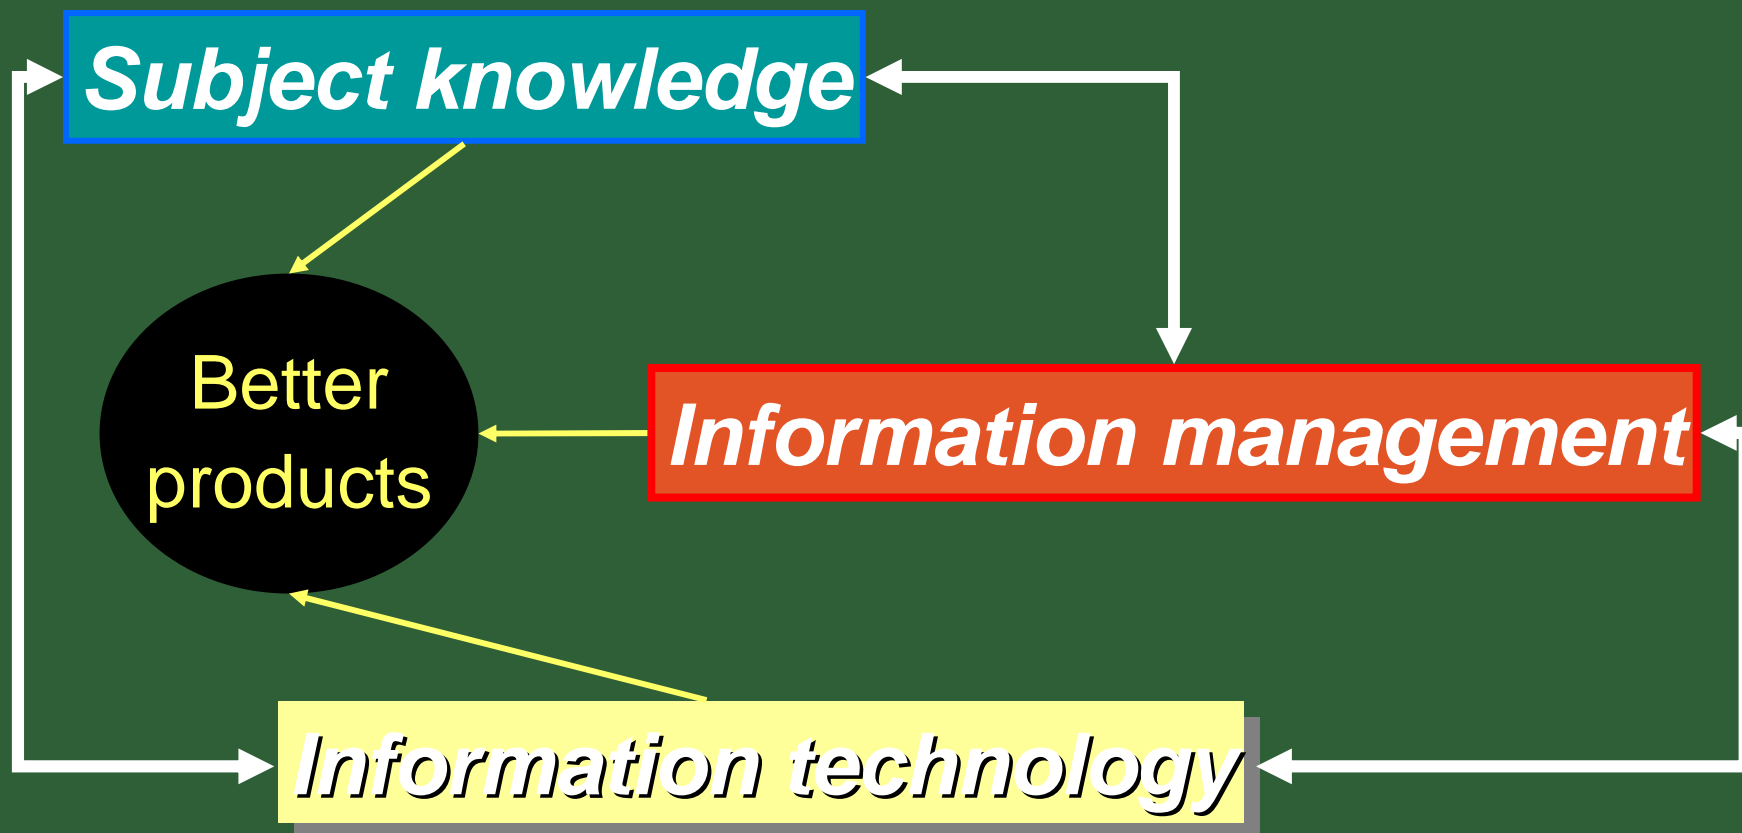 Subject knowledge
Better
products
Information management
Information technology